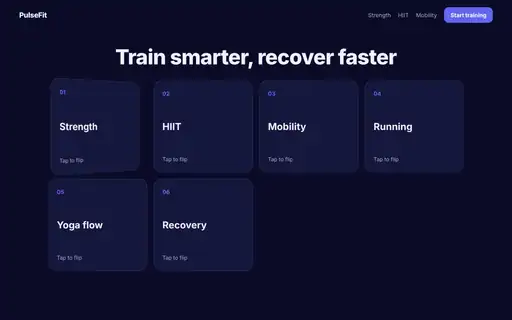 PulseFit
Strength HIIT Mobility Start training
Train smarter, recover faster
01
Strength
Tap to flip
02
HIIT
Tap to flip
03
Mobility
Tap to flip
04
Running
Tap to flip
05
Yoga flow
Tap to flip
06
Recovery
Tap to flip